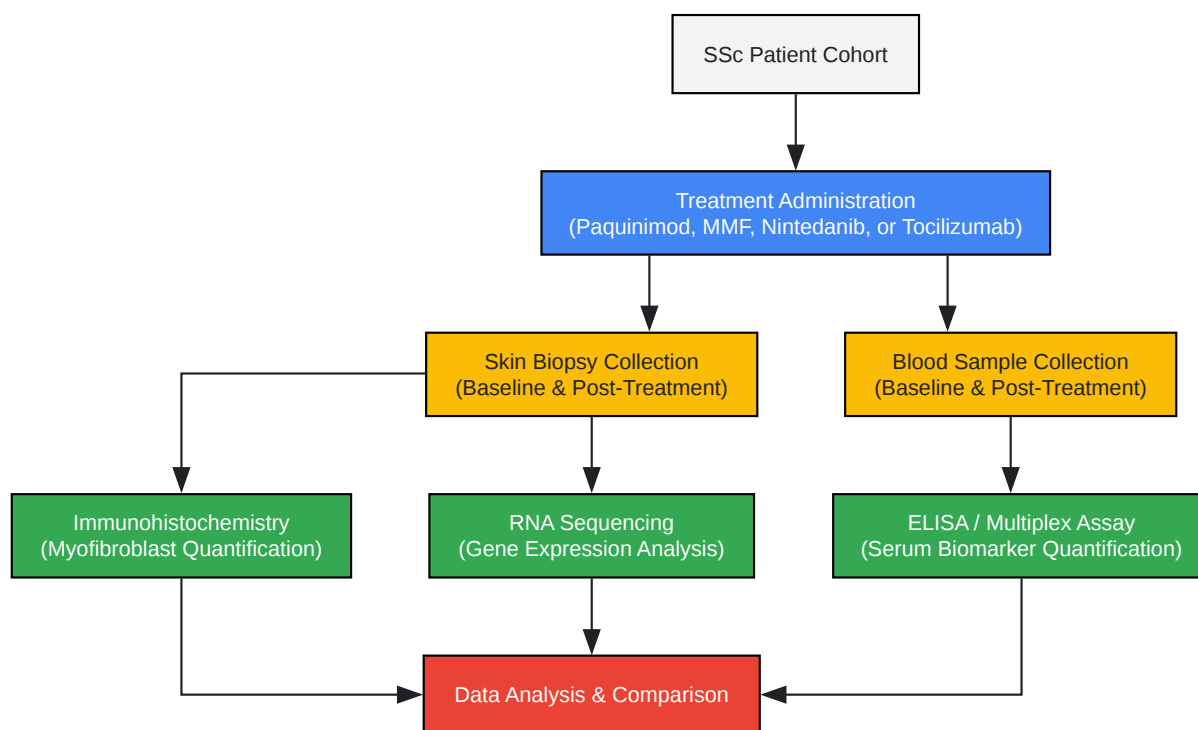 SSc Patient Cohort
Treatment Administration
(Paquinimod, MMF, Nintedanib, or Tocilizumab)
Skin Biopsy Collection
(Baseline & Post-Treatment)
Blood Sample Collection
(Baseline & Post-Treatment)
Immunohistochemistry
(Myofibroblast Quantification)
RNA Sequencing
(Gene Expression Analysis)
ELISA / Multiplex Assay
(Serum Biomarker Quantification)
Data Analysis & Comparison